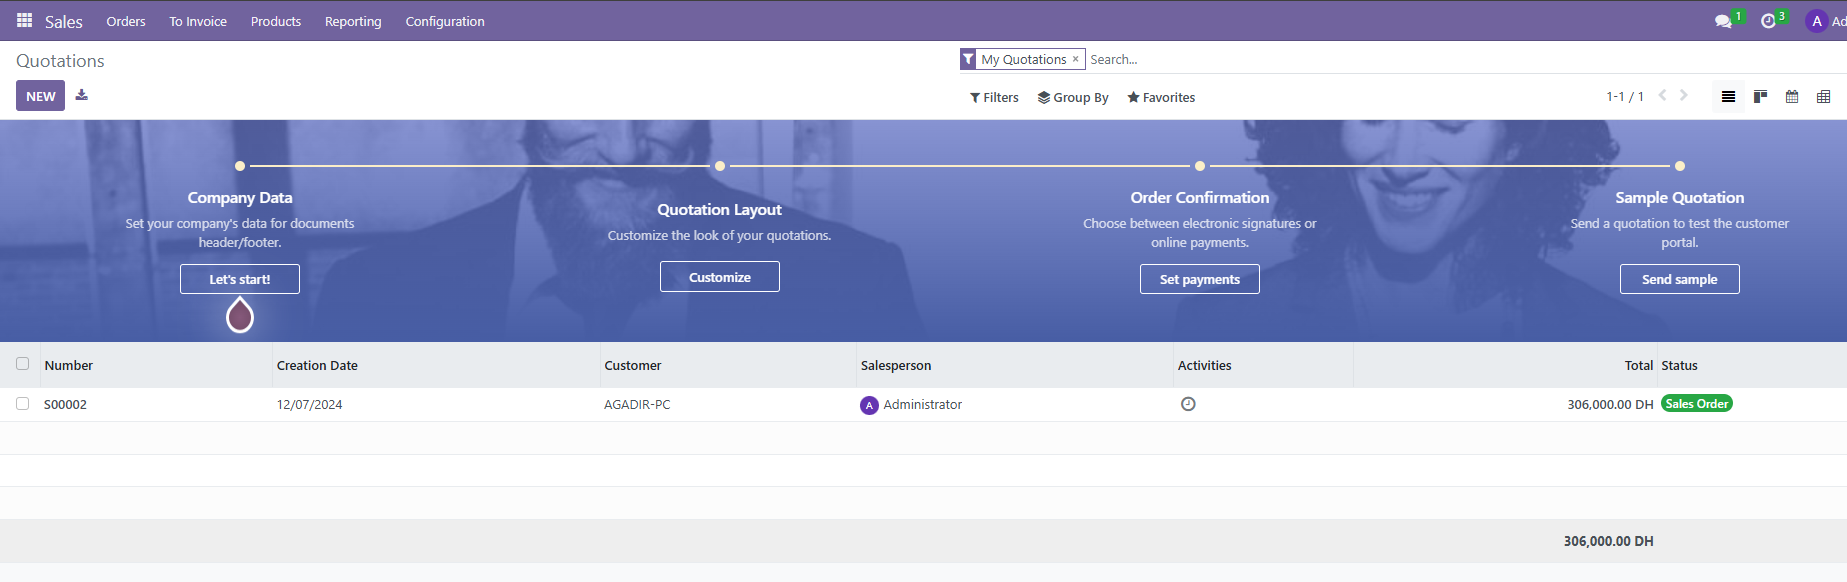 Sales Orders To Invoice Products Reporting Configuration 1 3 A Ad
Quotations
My Quotations × Search...
NEW
Filters Group By Favorites 1-1 / 1
Company Data
Set your company's data for documents
header/footer.
Let's start!
Quotation Layout
Customize the look of your quotations.
Customize
Order Confirmation
Choose between electronic signatures or
online payments.
Set payments
Sample Quotation
Send a quotation to test the customer
portal.
Send sample
Number Creation Date Customer Salesperson Activities Total Status
S00002 12/07/2024 AGADIR-PC A Administrator 306,000.00 DH Sales Order
306,000.00 DH